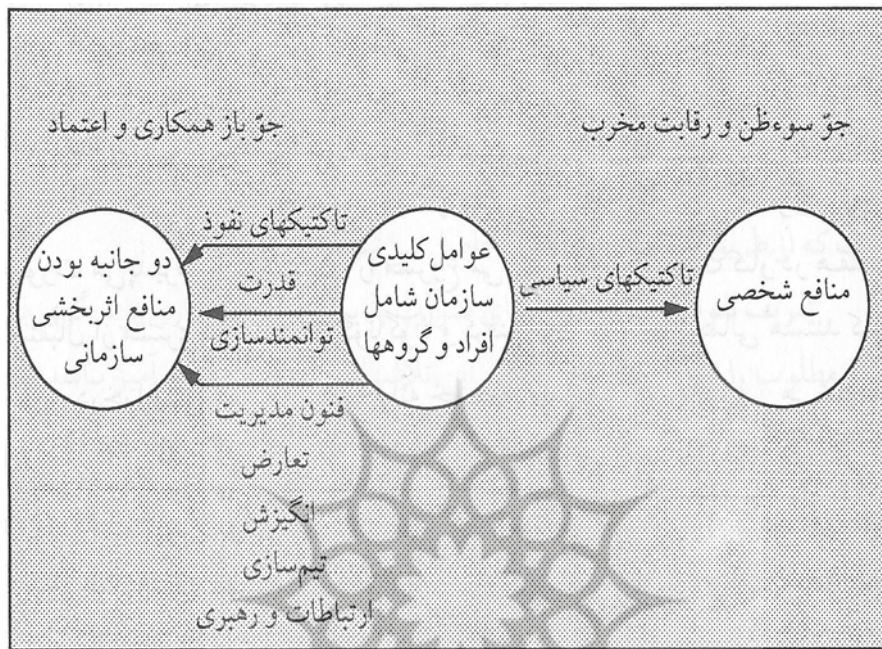 جوّ سوءظن و رقابت مخرب
جوّ باز همکاری و اعتماد
منافع شخصی
تاکتیکهای سیاسی
عوامل کلیدی
سازمان شامل
افراد و گروهها
تاکتیکهای نفوذ
قدرت
توانمندسازی
فنون مدیریت
تعارض
انگیزش
تیم‌سازی
ارتباطات و رهبری
دو جانبه بودن
منافع اثربخشی
سازمانی